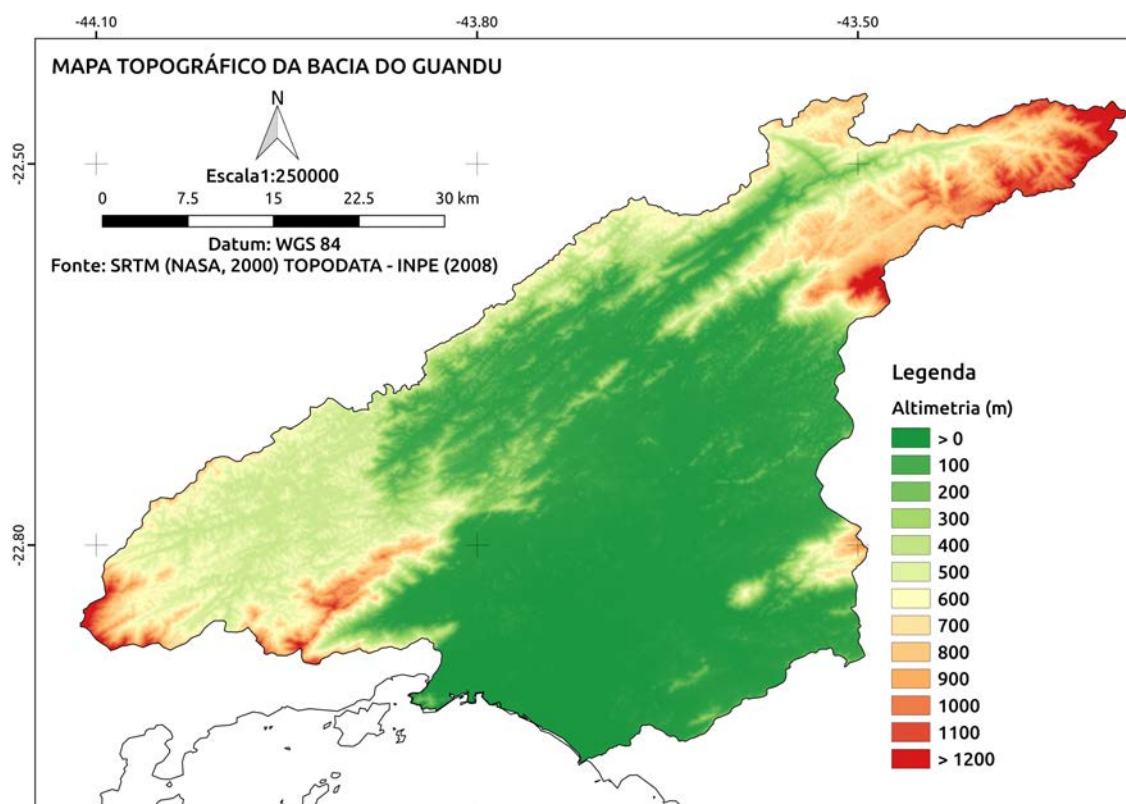 -44.10
-43.80
-43.50
MAPA TOPOGRÁFICO DA BACIA DO GUANDU
N
-22.50
Escala1:250000
0 7.5 15 22.5 30 km
Datum: WGS 84
Fonte: SRTM (NASA, 2000) TOPODATA - INPE (2008)
Legenda
Altimetria (m)
> 0
100
200
300
400
500
-22.80
600
700
800
900
1000
1100
> 1200